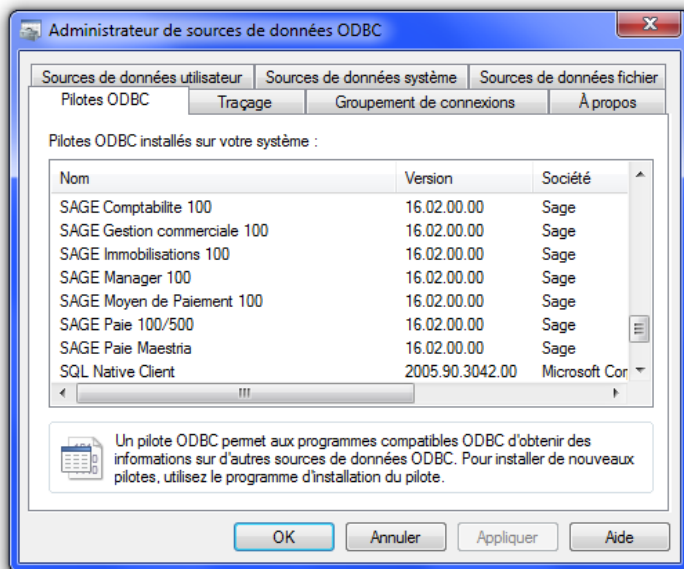 Administrateur de sources de données ODBC
Sources de données utilisateur Sources de données système Sources de données fichier
Pilotes ODBC Traçage Groupement de connexions À propos
Pilotes ODBC installés sur votre système :
Nom Version Société
SAGE Comptabilite 100 16.02.00.00 Sage
SAGE Gestion commerciale 100 16.02.00.00 Sage
SAGE Immobilisations 100 16.02.00.00 Sage
SAGE Manager 100 16.02.00.00 Sage
SAGE Moyen de Paiement 100 16.02.00.00 Sage
SAGE Paie 100/500 16.02.00.00 Sage
SAGE Paie Maestria 16.02.00.00 Sage
SQL Native Client 2005.90.3042.00 Microsoft Cor
Un pilote ODBC permet aux programmes compatibles ODBC d'obtenir des
informations sur d'autres sources de données ODBC. Pour installer de nouveaux
pilotes, utilisez le programme d'installation du pilote.
OK Annuler Appliquer Aide